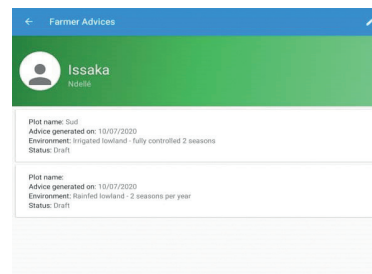 Farmer Advices
Issaka
Ndellé
Plot name: Sud
Advice generated on: 10/07/2020
Environment: Irrigated lowland - fully controlled 2 seasons
Status: Draft
Plot name:
Advice generated on: 10/07/2020
Environment: Rainfed lowland - 2 seasons per year
Status: Draft